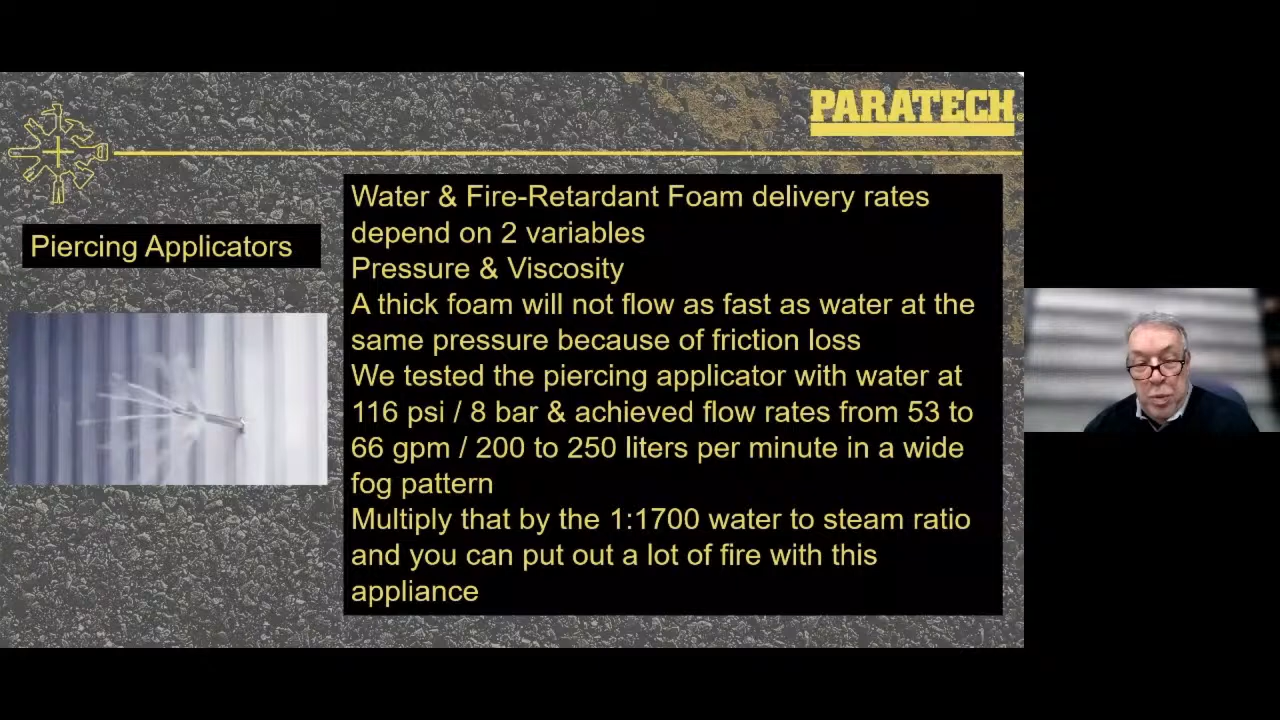 PARATECH
Piercing Applicators
Water & Fire-Retardant Foam delivery rates
depend on 2 variables
Pressure & Viscosity
A thick foam will not flow as fast as water at the
same pressure because of friction loss
We tested the piercing applicator with water at
116 psi / 8 bar & achieved flow rates from 53 to
66 gpm / 200 to 250 liters per minute in a wide
fog pattern
Multiply that by the 1:1700 water to steam ratio
and you can put out a lot of fire with this
appliance